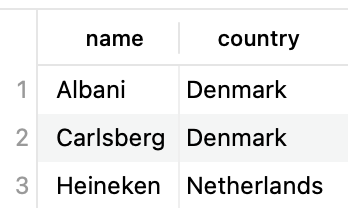 name country
1 Albani Denmark
2 Carlsberg Denmark
3 Heineken Netherlands